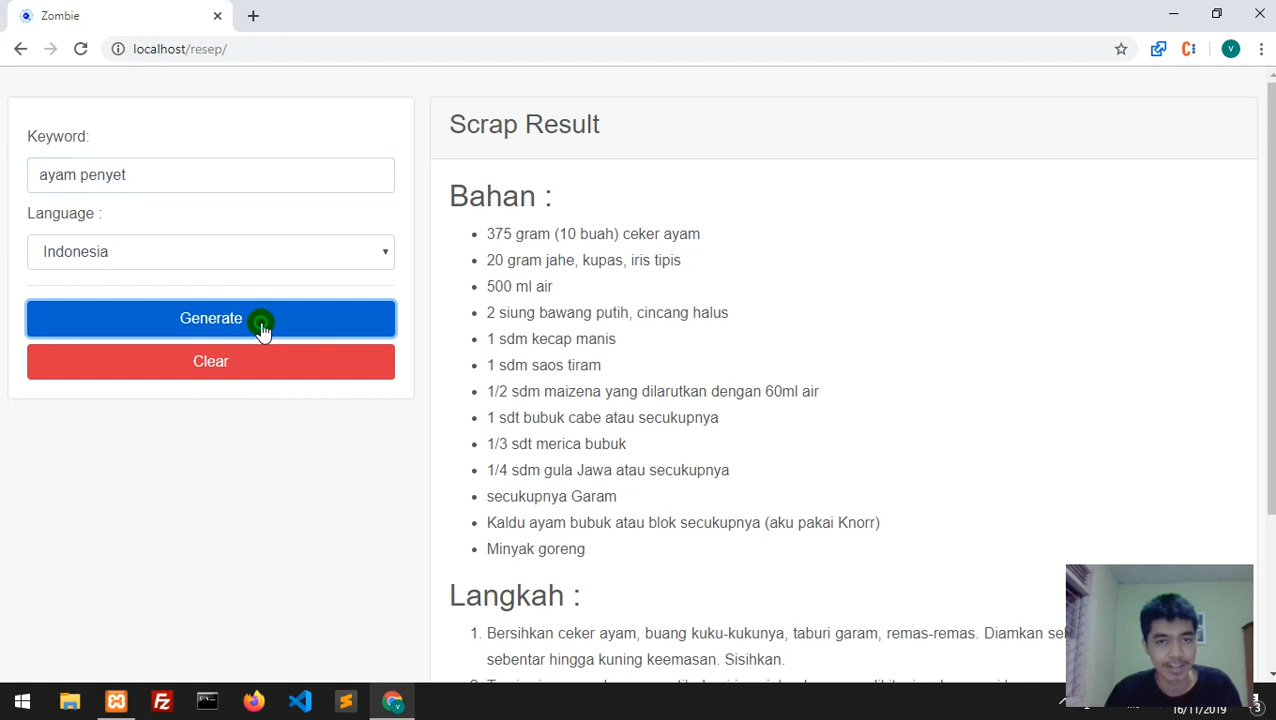 Zombie
localhost/resep/
V
Keyword:
ayam penyet
Language :
Indonesia
Generate
Clear
Scrap Result
Bahan :
375 gram (10 buah) ceker ayam
20 gram jahe, kupas, iris tipis
500 ml air
2 siung bawang putih, cincang halus
1 sdm kecap manis
1 sdm saos tiram
1/2 sdm maizena yang dilarutkan dengan 60ml air
1 sdt bubuk cabe atau secukupnya
1/3 sdt merica bubuk
1/4 sdm gula Jawa atau secukupnya
secukupnya Garam
Kaldu ayam bubuk atau blok secukupnya (aku pakai Knorr)
Minyak goreng
Langkah :
1. Bersihkan ceker ayam, buang kuku-kukunya, taburi garam, remas-remas. Diamkan
sebentar hingga kuning keemasan. Sisihkan.
16/11/2019
3